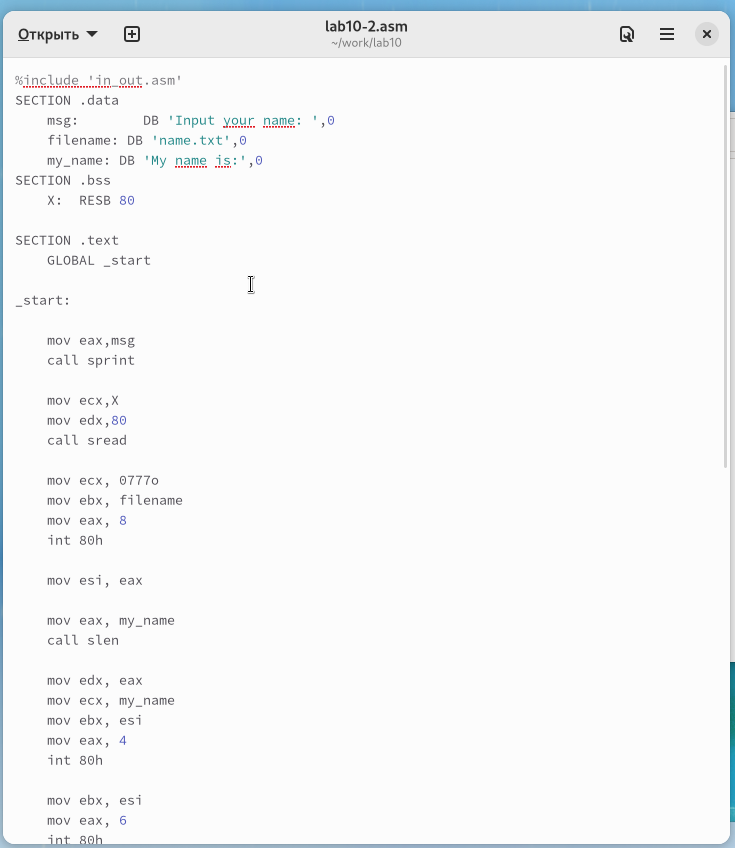 Открыть
lab10-2.asm
~/work/lab10
%include 'in_out.asm'
SECTION .data
    msg:        DB 'Input your name: ',0
    filename: DB 'name.txt',0
    my_name: DB 'My name is:',0
SECTION .bss
    X:  RESB 80
SECTION .text
    GLOBAL _start
_start:
    mov eax,msg
    call sprint
    mov ecx,X
    mov edx,80
    call sread
    mov ecx, 0777o
    mov ebx, filename
    mov eax, 8
    int 80h
    mov esi, eax
    mov eax, my_name
    call slen
    mov edx, eax
    mov ecx, my_name
    mov ebx, esi
    mov eax, 4
    int 80h
    mov ebx, esi
    mov eax, 6
    int 80h